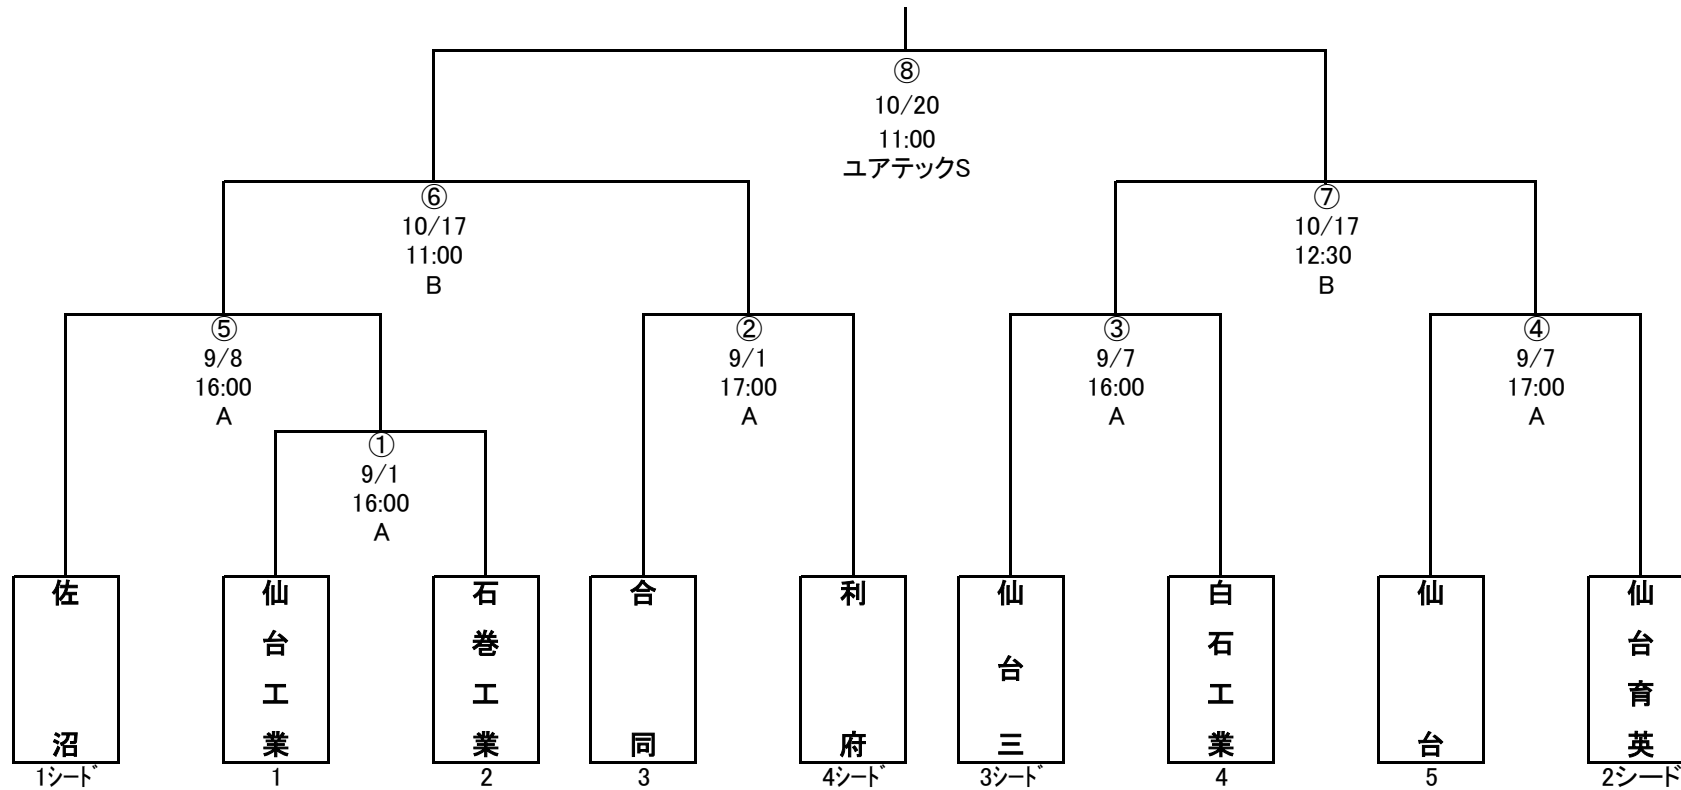 ⑧
10/20
11:00
ユアテックS
⑥
10/17
11:00
B
⑦
10/17
12:30
B
⑤
9/8
16:00
A
②
9/1
17:00
A
③
9/7
16:00
A
④
9/7
17:00
A
①
9/1
16:00
A
佐沼
仙台工業
石巻工業
合同
利府
仙台三
白石工業
仙台
仙台育英
1シード
1
2
3
4シード
3シード
4
5
2シード